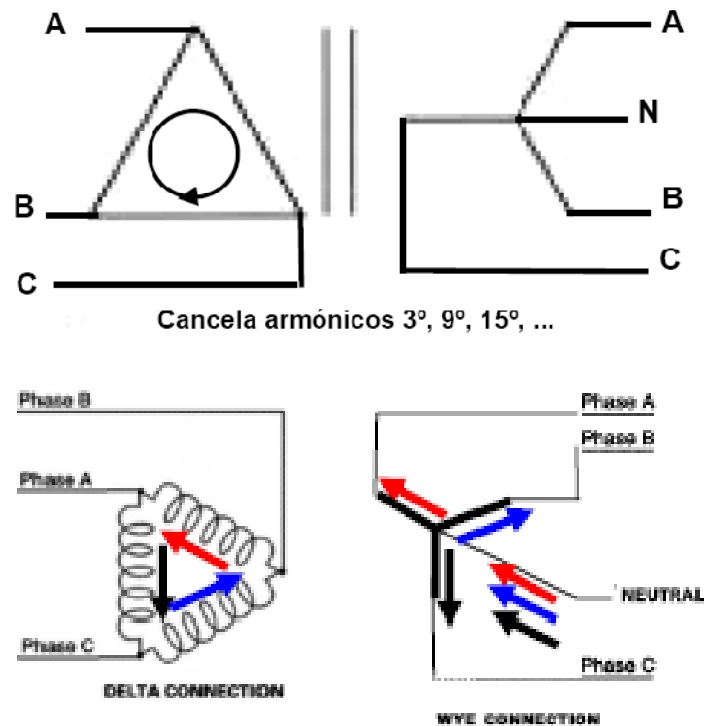 A
B
C
A
N
B
C
Cancela armónicos 3º, 9º, 15º, ...
Phase B
Phase A
Phase C
DELTA CONNECTION
Phase A
Phase B
NEUTRAL
Phase C
WYE CONNECTION